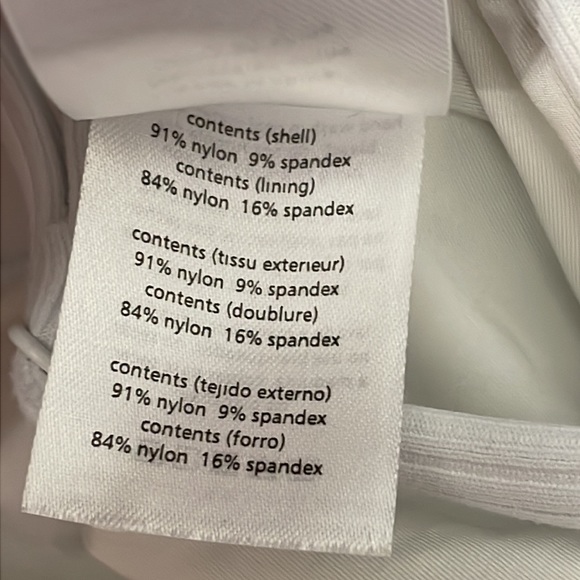 contents (shell)
91% nylon 9% spandex
contents (lining)
84% nylon 16% spandex
contents (tissu exterieur)
91% nylon 9% spandex
contents (doublure)
84% nylon 16% spandex
contents (tejido externo)
91% nylon 9% spandex
contents (forro)
84% nylon 16% spandex